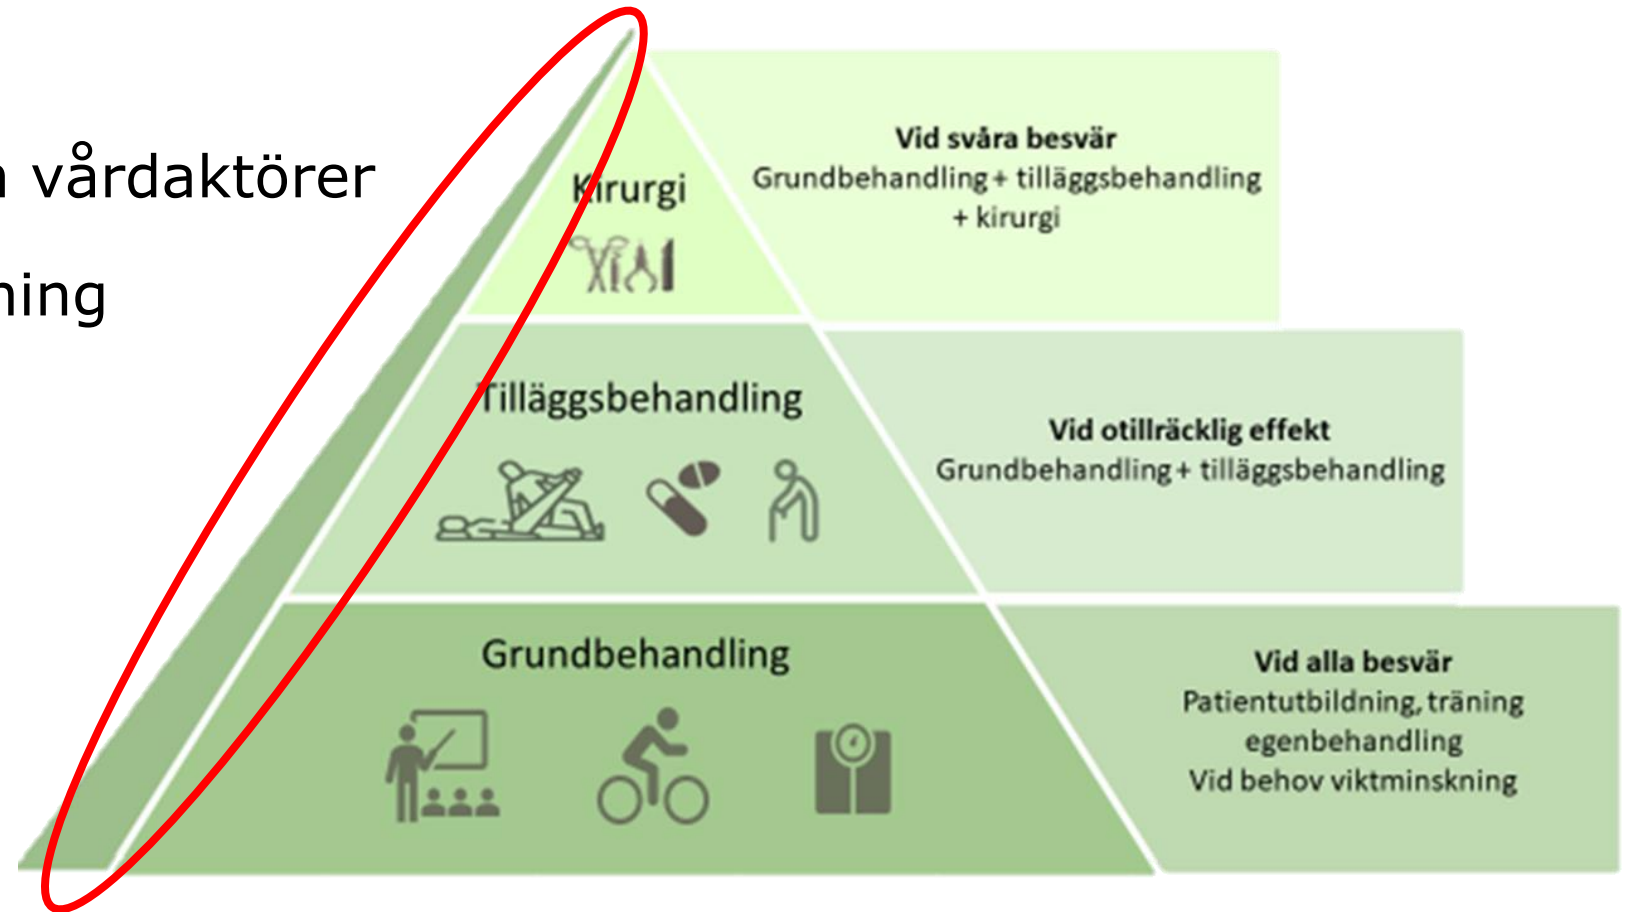 vårdaktörer
ning
Kirurgi
Vid svåra besvär
Grundbehandling + tilläggsbehandling
+ kirurgi
Tilläggsbehandling
Vid otillräcklig effekt
Grundbehandling + tilläggsbehandling
Grundbehandling
Vid alla besvär
Patientutbildning, träning
egenbehandling
Vid behov viktminskning